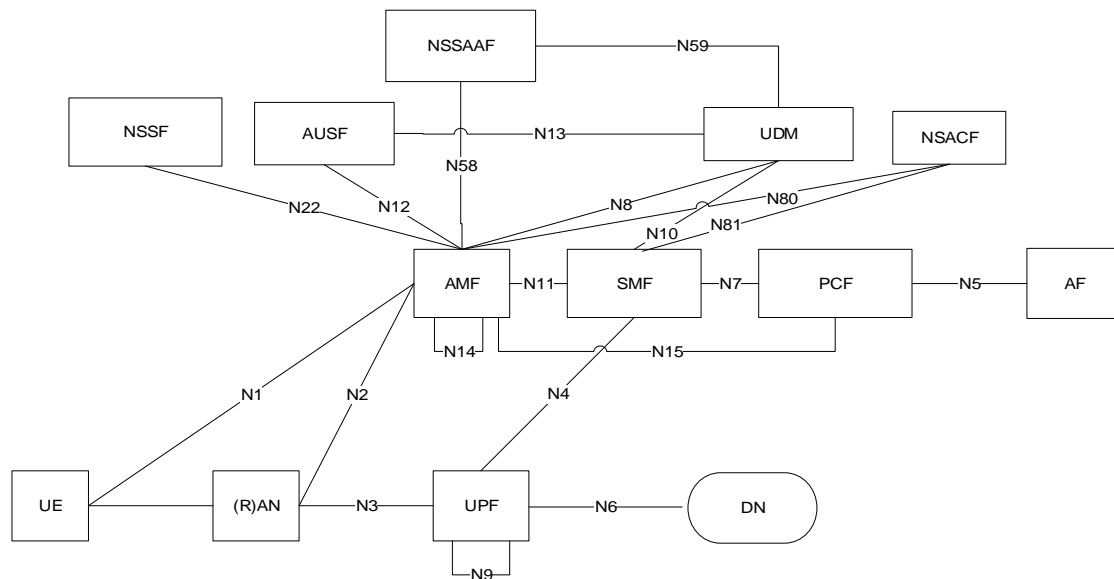 NSSAAF
N59
NSSF
AUSF
N13
UDM
NSACF
N58
N22
N12
N8
N80
N10
N81
AMF
N11
SMF
N7
PCF
N5
AF
N14
N15
N1
N2
N4
UE
(R)AN
N3
UPF
N6
DN
N9